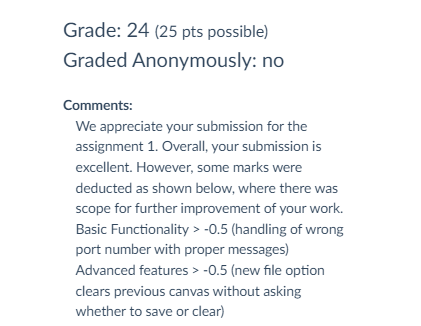 Grade: 24 (25 pts possible)
Graded Anonymously: no
Comments:
We appreciate your submission for the
assignment 1. Overall, your submission is
excellent. However, some marks were
deducted as shown below, where there was
scope for further improvement of your work.
Basic Functionality > -0.5 (handling of wrong
port number with proper messages)
Advanced features > -0.5 (new file option
clears previous canvas without asking
whether to save or clear)